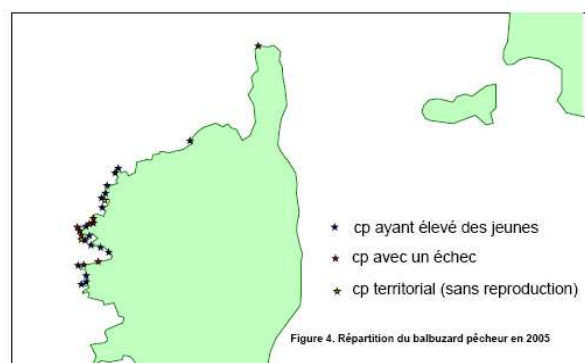 cp ayant élevé des jeunes
cp avec un échec
cp territorial (sans reproduction)
Figure 4. Répartition du balbuzard pêcheur en 2005